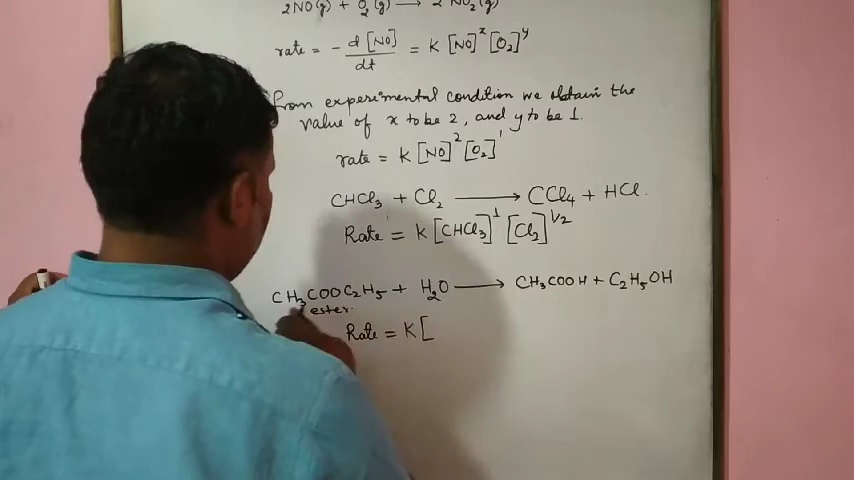 2NO(g) + O₂(g) ⟶ 2 NO₂(g)
rate = - d[NO]/dt = K [NO]ˣ [O₂]ʸ
From experimental condition we obtain the
value of x to be 2, and y to be 1.
rate = K [NO]² [O₂]¹
CHCl₃ + Cl₂ ⟶ CCl₄ + HCl.
Rate = K [CHCl₃]¹ [Cl₂]^1/2
CH₃COOC₂H₅ + H₂O ⟶ CH₃COOH + C₂H₅OH
ester.
Rate = K [